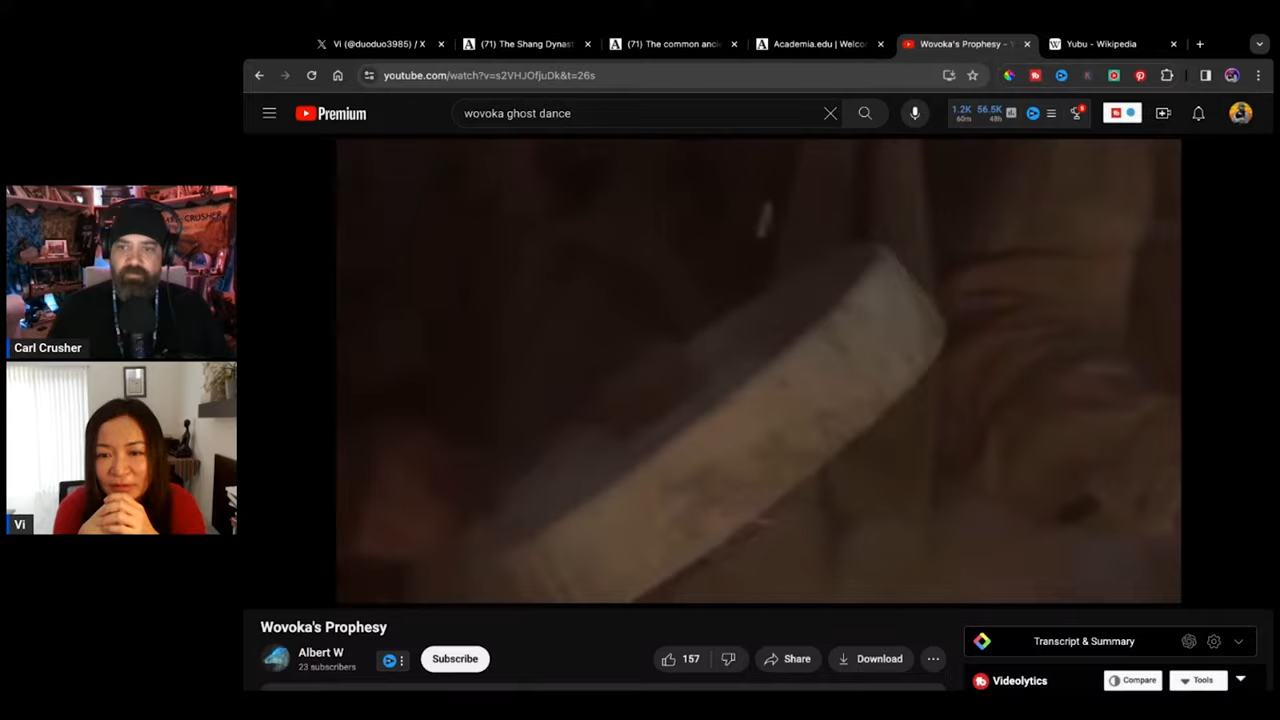 Vi (@duoduo3985) / X
(71) The Shang Dynast
(71) The common anci
Academia.edu | Welco
Wovoka's Prophesy - Y
Yubu - Wikipedia
youtube.com/watch?v=s2VHJOfjuDk&t=26s
Premium
wovoka ghost dance
1.2K 56.5K
60m 48h
Carl Crusher
Vi
Wovoka's Prophesy
Albert W
23 subscribers
Subscribe
157
Share
Download
Transcript & Summary
Videolytics
Compare
Tools